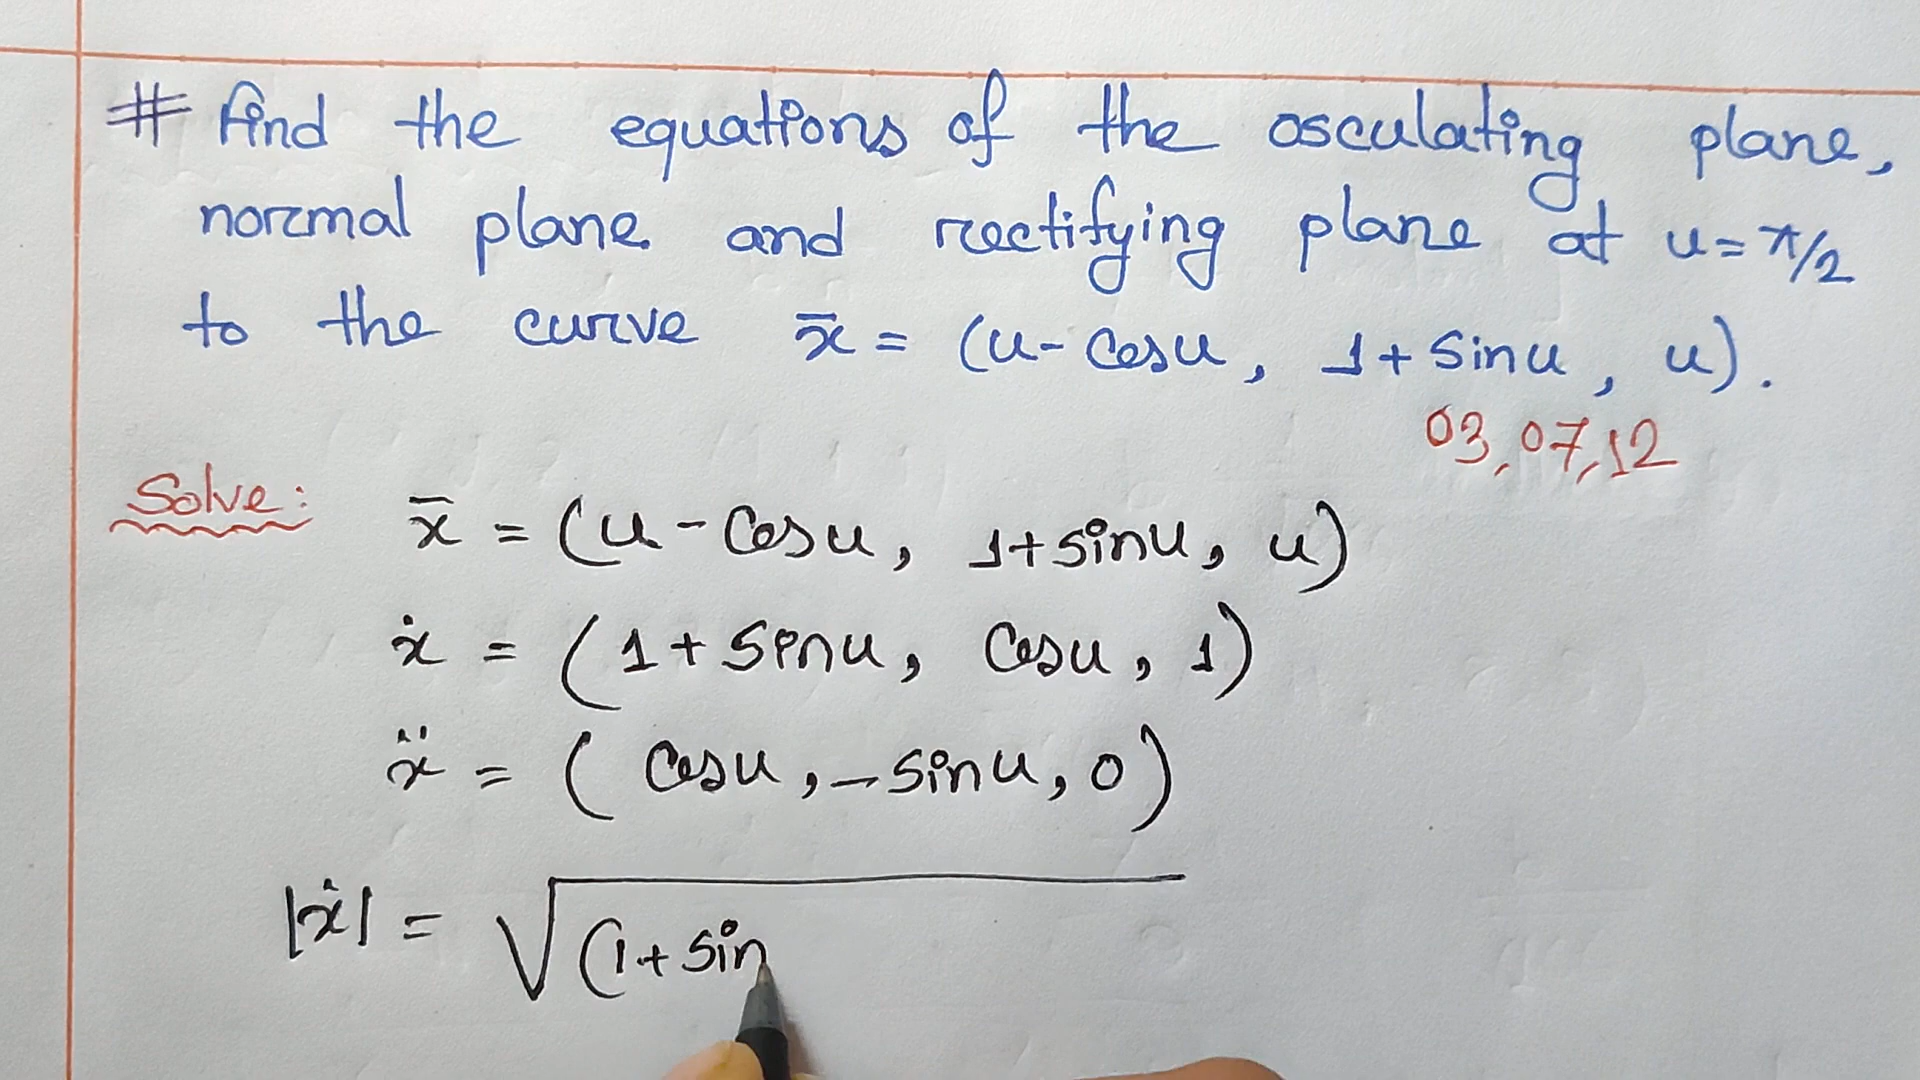 # Find the equations of the osculating plane,
normal plane and rectifying plane at u = π/2
to the curve x̄ = (u - cosu, 1 + sinu, u).
03, 07, 12
Solve: x̄ = (u - cosu, 1 + sinu, u)
ẋ = (1 + sinu, cosu, 1)
ẍ = (cosu, - sinu, 0)
|ẋ| = √(1 + sin